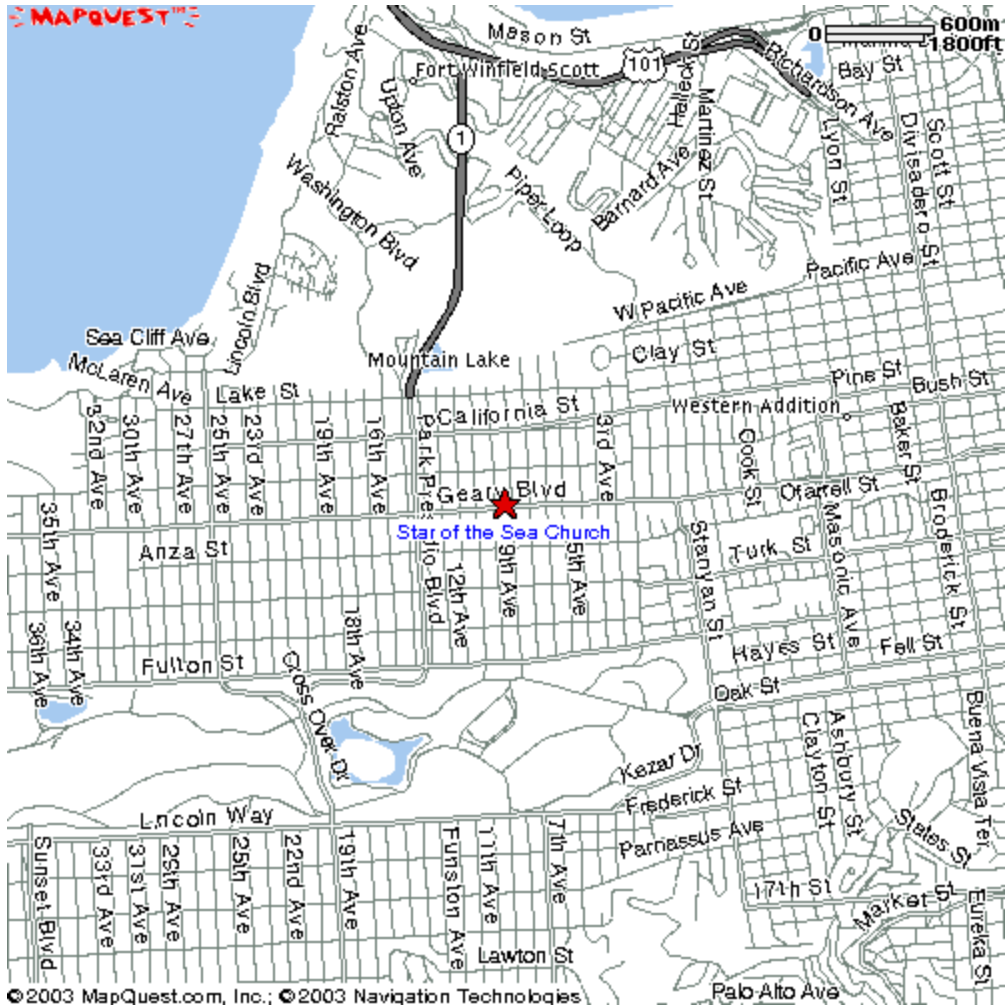 MAPQUEST™
0 600m
1800ft
Mason St
101
Richardson Ave
Bay St
Fort Winfield Scott
Ralston Ave
Upton Ave
1
Halleck St
Martinez St
Lyon St
Divisadero St
Scott St
Washington Blvd
Piper Loop
Barnard Ave
Lincoln Blvd
Pacific Ave
W Pacific Ave
Sea Cliff Ave
McLaren Ave
Mountain Lake
Clay St
Lake St
California St
Pine St
Bush St
Western Addition
32nd Ave
30th Ave
27th Ave
25th Ave
23rd Ave
19th Ave
16th Ave
Park Presidio Blvd
3rd Ave
Cook St
Baker St
Geary Blvd
Ofarrell St
Star of the Sea Church
35th Ave
Anza St
12th Ave
9th Ave
5th Ave
Stanyan St
Turk St
Masonic Ave
Broderick St
36th Ave
34th Ave
18th Ave
Fulton St
Hayes St
Fell St
Cross Over Dr
Oak St
Kezar Dr
Clayton St
Ashbury St
Buena Vista Ter
Frederick St
Lincoln Way
Parnassus Ave
States St
Sunset Blvd
33rd Ave
31st Ave
29th Ave
25th Ave
22nd Ave
19th Ave
Funston Ave
11th Ave
7th Ave
17th St
Market St
Eureka St
Lawton St
Palo Alto Ave
©2003 MapQuest.com, Inc.; ©2003 Navigation Technologies